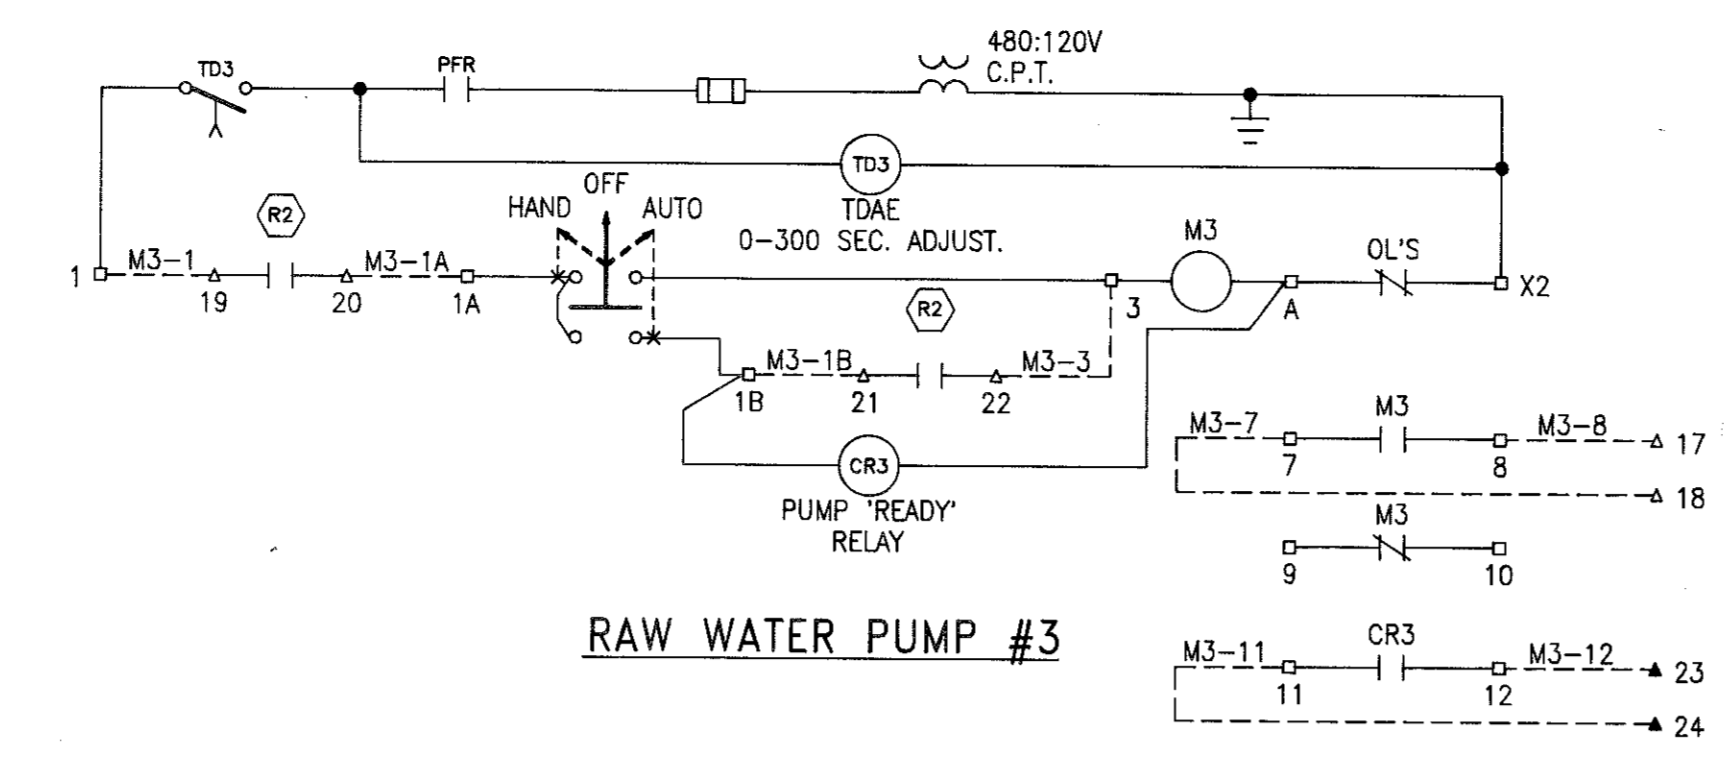 480:120V
C.P.T.
TD3
PFR
TD3
TDAE
0-300 SEC. ADJUST.
OFF
HAND
AUTO
R2
M3
OL'S
1
M3-1
19
20
M3-1A
1A
3
A
X2
R2
M3-1B
M3-3
1B
21
22
CR3
PUMP 'READY'
RELAY
M3-7
M3
M3-8
17
7
8
18
M3
9
10
RAW WATER PUMP #3
CR3
M3-11
M3-12
23
11
12
24